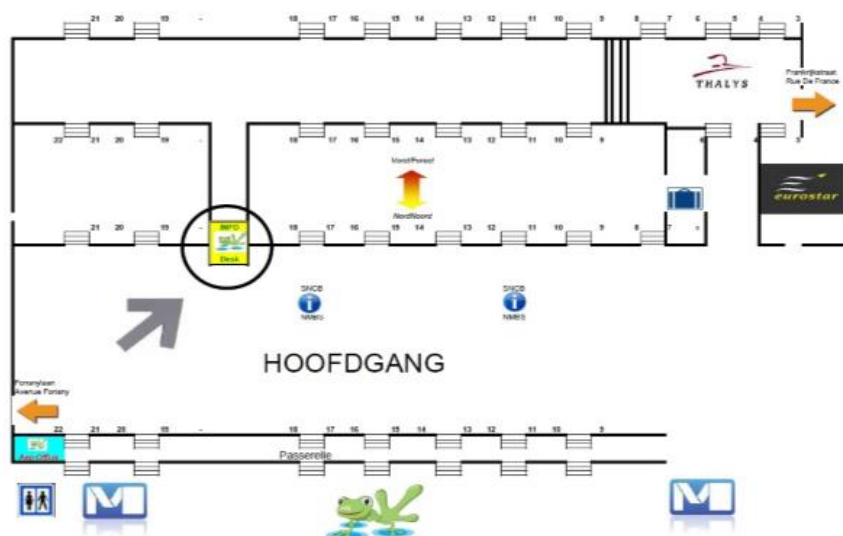 21 20 19 - 18 17 16 15 14 13 12 11 10 9 8 7 6 5 4 3
THALYS
Frankrijkstraat
Rue De France
22 21 20 19 - 18 17 16 15 14 13 12 11 10 9 6 4 3
Nord/Noord
eurostar
INFO
21 20 19 - 18 17 16 15 14 13 12 11 10 9 8 7
Desk
SNCB SNCB
NMBS NMBS
HOOFDGANG
Fonsnylaan
Avenue Fonsny
22 21 20 19 - 18 17 16 15 14 13 12 11 10 9
Passerelle
M M